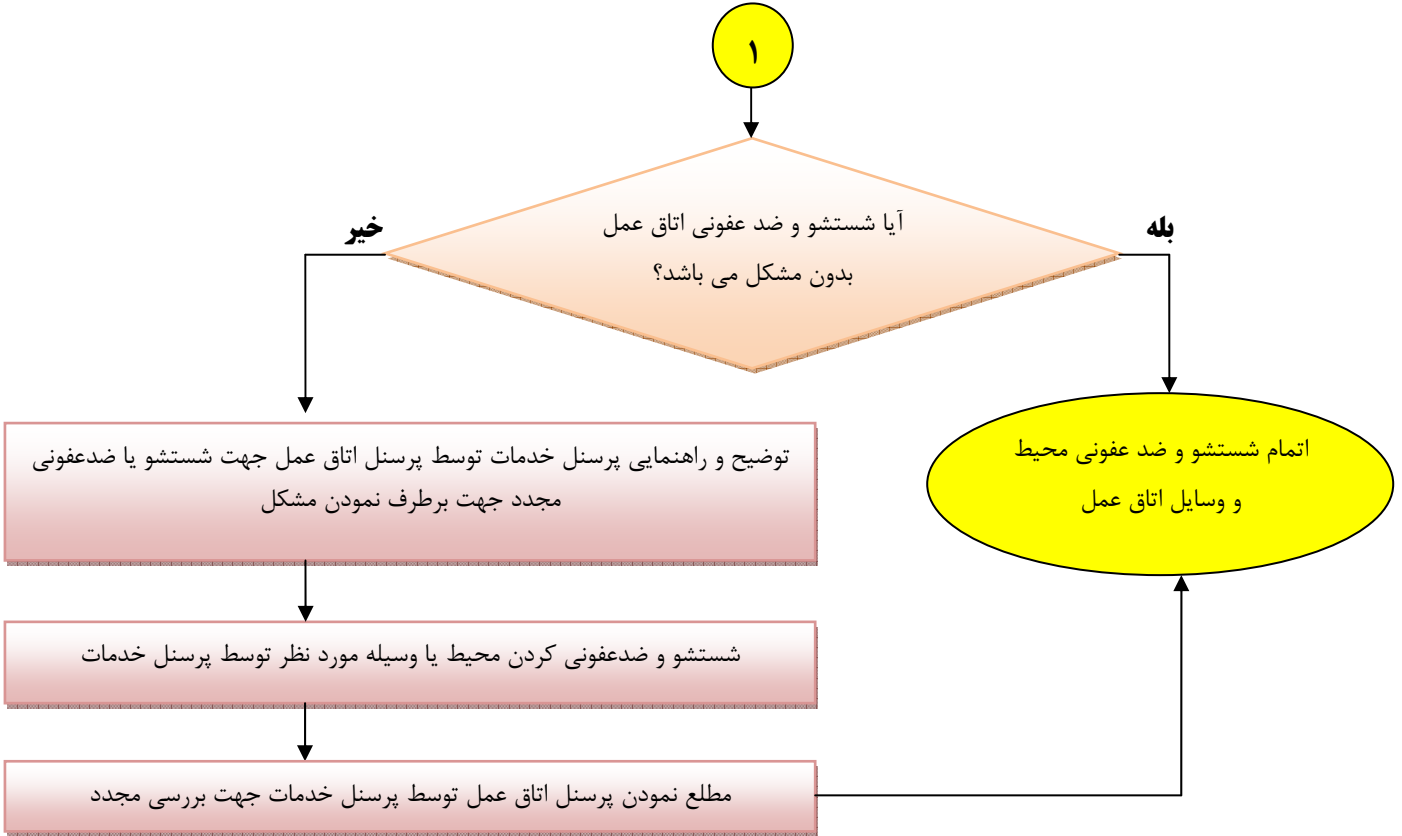 ۱
آیا شستشو و ضد عفونی اتاق عمل
بدون مشکل می باشد؟
بله
خیر
توضیح و راهنمایی پرسنل خدمات توسط پرسنل اتاق عمل جهت شستشو یا ضدعفونی
مجدد جهت برطرف نمودن مشکل
شستشو و ضدعفونی کردن محیط یا وسیله مورد نظر توسط پرسنل خدمات
مطلع نمودن پرسنل اتاق عمل توسط پرسنل خدمات جهت بررسی مجدد
اتمام شستشو و ضد عفونی محیط
و وسایل اتاق عمل